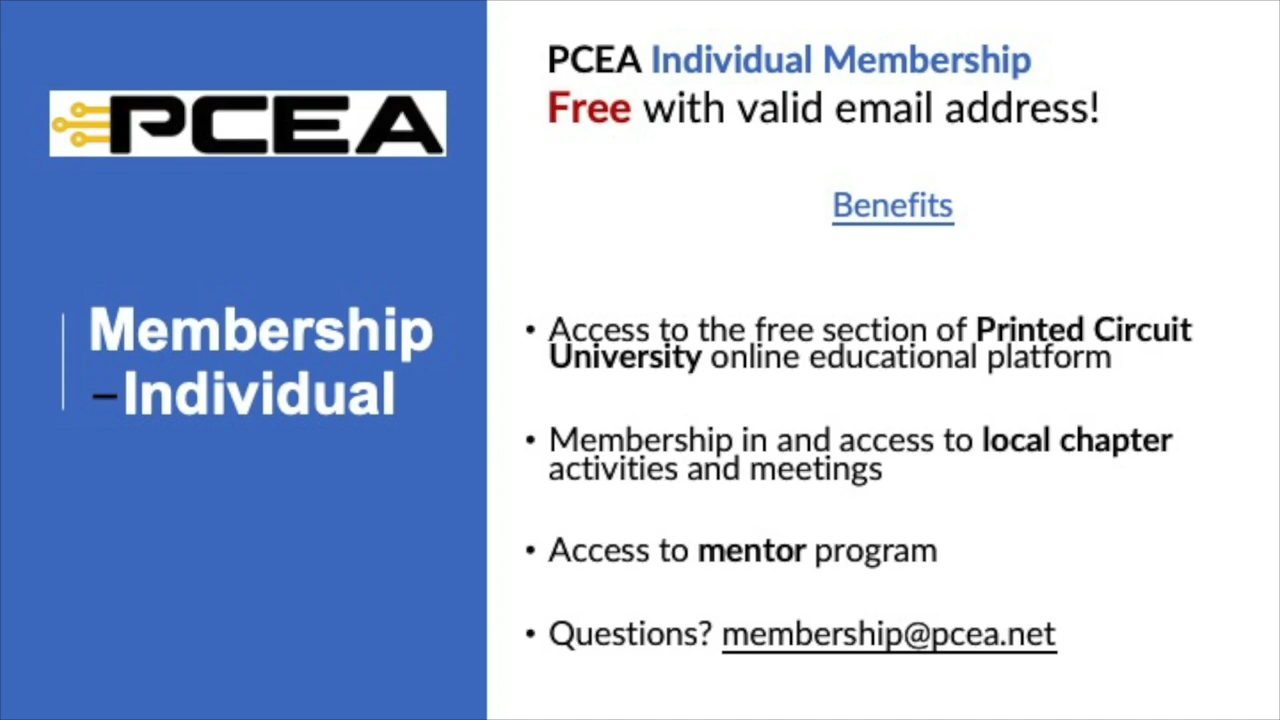 PCEA
Membership
–Individual
PCEA Individual Membership
Free with valid email address!
Benefits
• Access to the free section of Printed Circuit
University online educational platform
• Membership in and access to local chapter
activities and meetings
• Access to mentor program
• Questions? membership@pcea.net